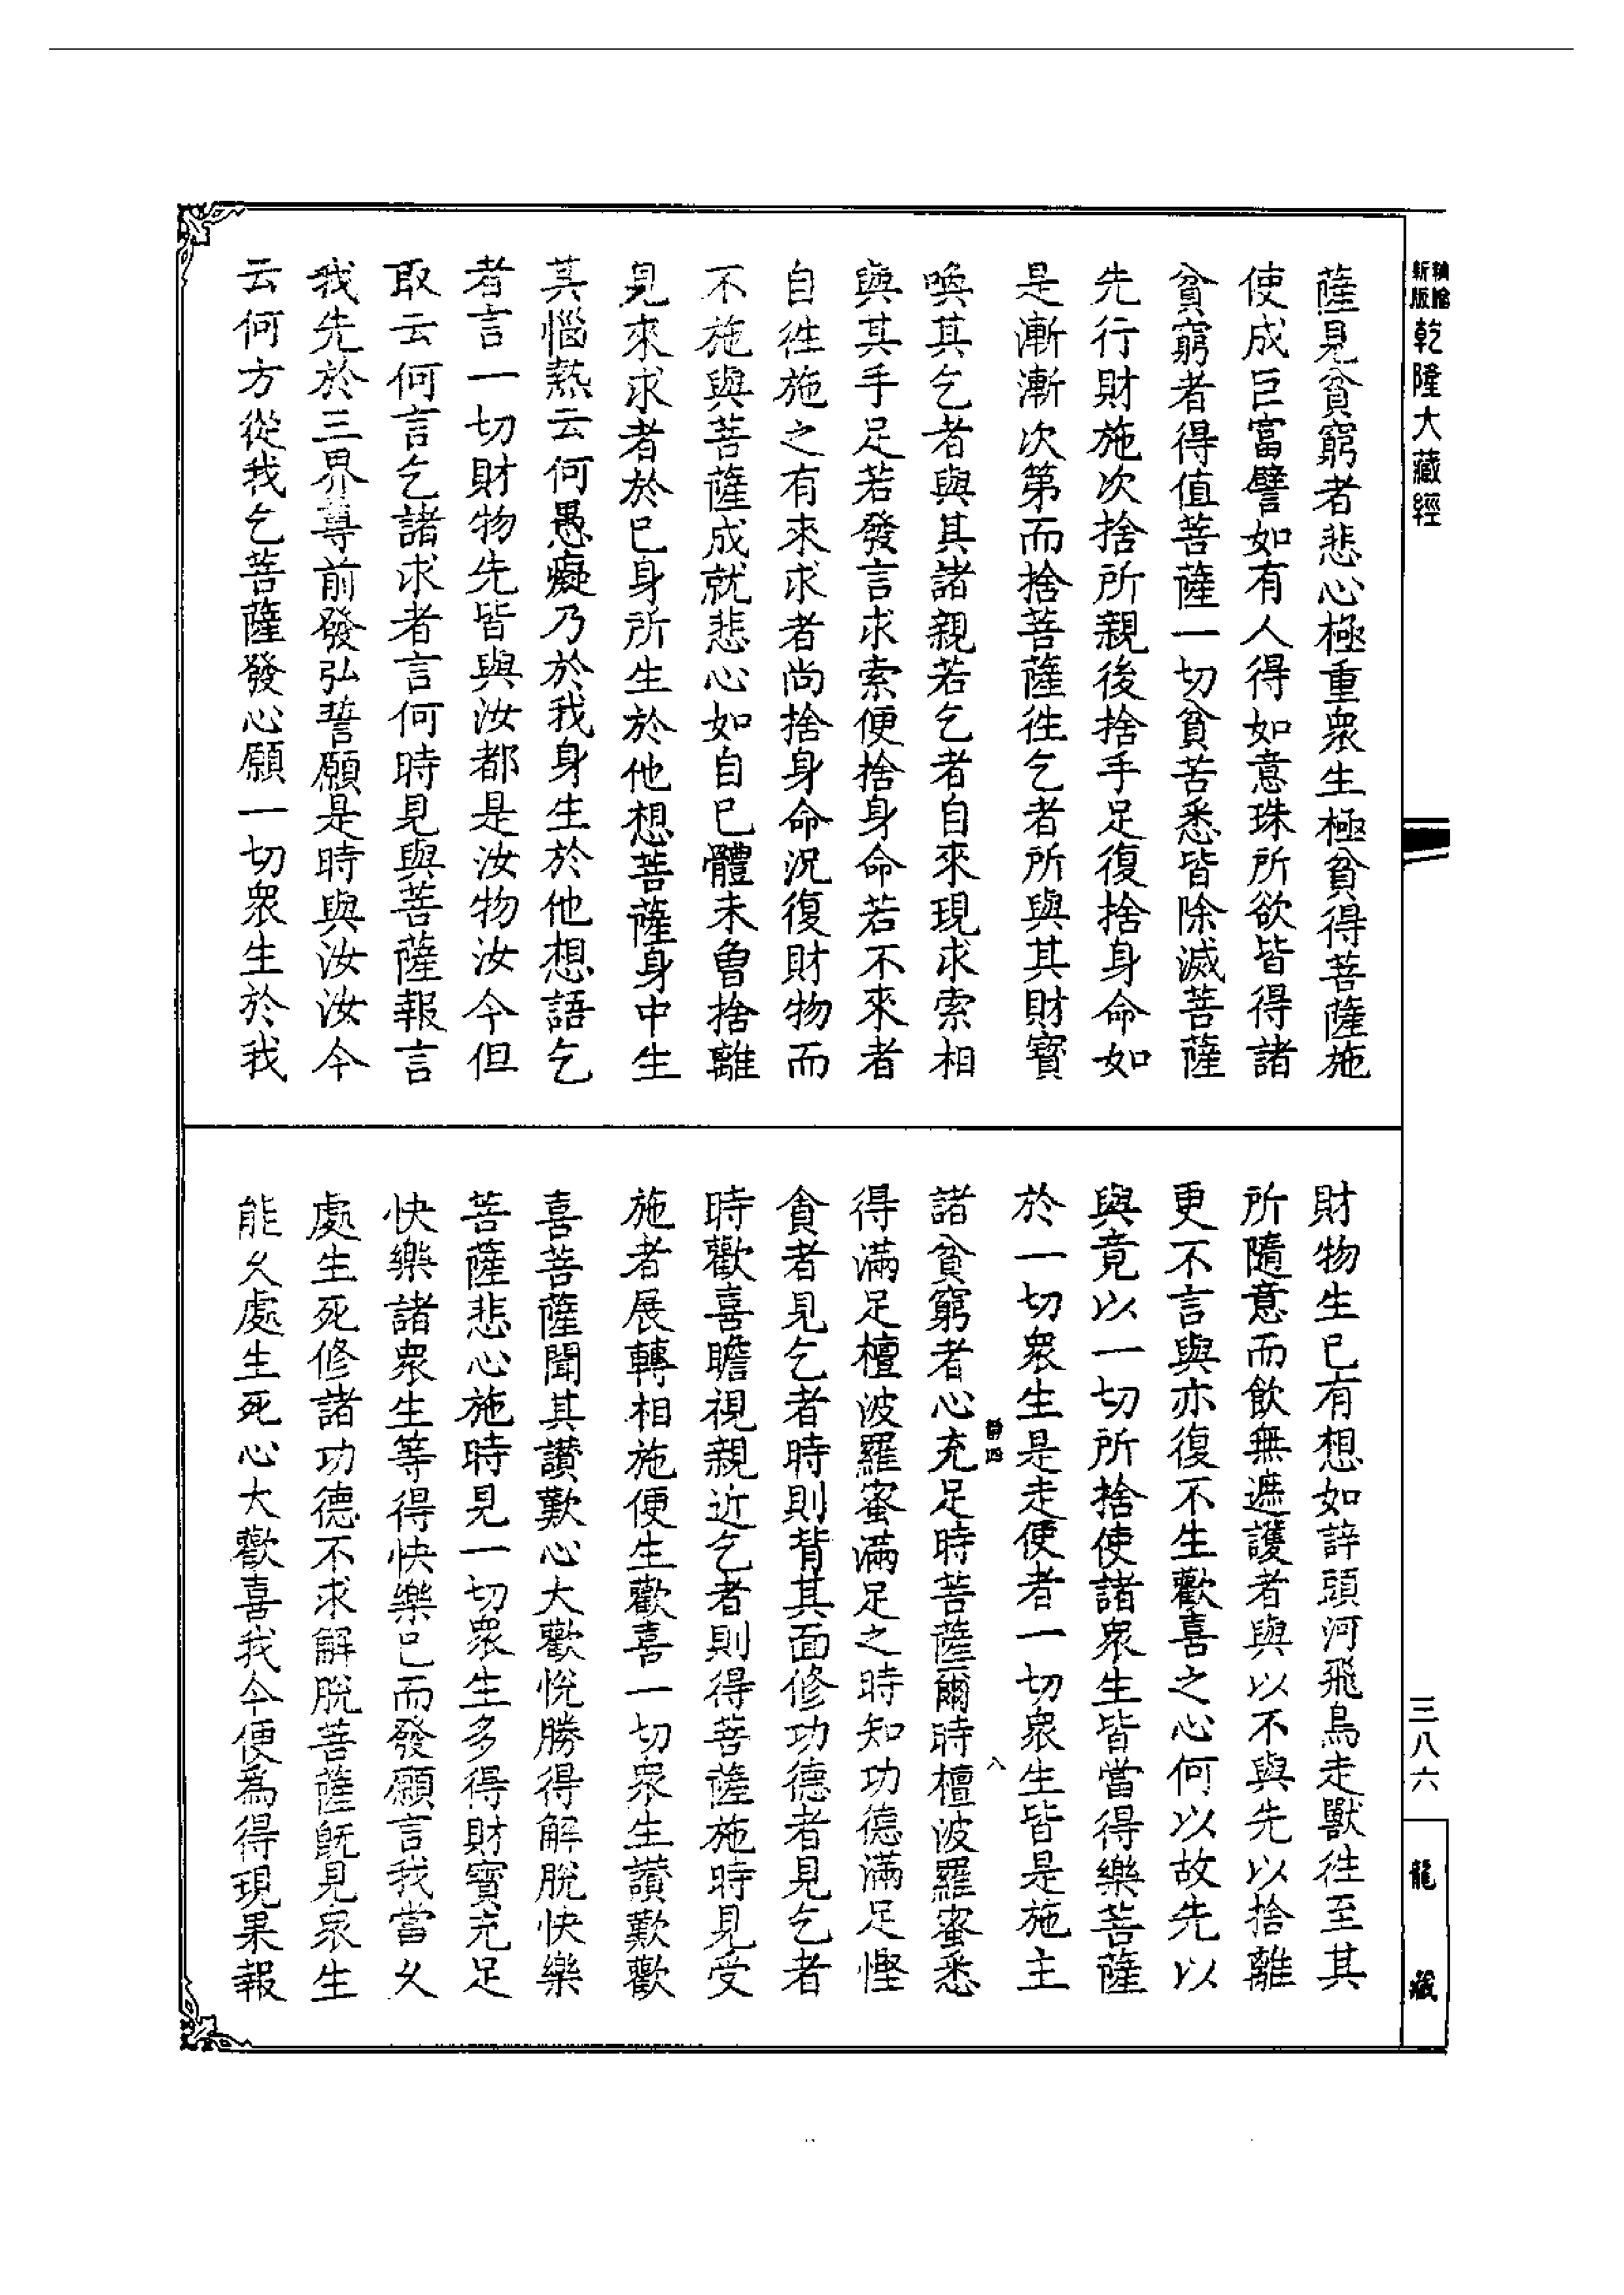 乾隆大藏經
三八六
龍藏
薩見貧窮者悲心極重衆生極貧得菩薩施
使成巨富譬如有人得如意珠所欲皆得諸
貧窮者得值菩薩一切貧苦悉皆除滅菩薩
先行財施次捨所親後捨手足復捨身命如
是漸漸次第而捨菩薩往乞者所與其財寶
喚其乞者與其諸親若乞者自來現求索相
與其手足若發言求索便捨身命若不來者
自徃施之有來求者尚捨身命況復財物而
不施與菩薩成就悲心如自已體未曾捨離
見來求者於已身所生於他想菩薩身中生
其惱熱云何愚癡乃於我身生於他想語乞
者言一切財物先皆與汝都是汝物汝今但
取云何言乞諸求者言何時見與菩薩報言
我先於三界尊前發弘誓願是時與汝汝今
云何方從我乞菩薩發心願一切衆生於我
財物生已有想如辝頭河飛鳥走獸往至其
所隨意而飲無遮護者與以不與先以捨離
更不言與亦復不生歡喜之心何以故先以
與竟以一切所捨使諸衆生皆當得樂菩薩
於一切衆生是走使者一切衆生皆是施主
八
諸貧窮者心充足時菩薩爾時檀波羅蜜悉
得滿足檀波羅蜜滿足之時知功德滿足慳
貪者見乞者時則背其面修功德者見乞者
時歡喜瞻視親近乞者則得菩薩施時見受
施者展轉相施便生歡喜一切衆生讚歎歡
喜菩薩聞其讚歎心大歡悅勝得解脫快樂
菩薩悲心施時見一切衆生多得財寶充足
快樂諸衆生等得快樂已而發願言我當乆
處生死修諸功德不求解脫菩薩旣見衆生
能乆處生死心大歡喜我今便爲得現果報